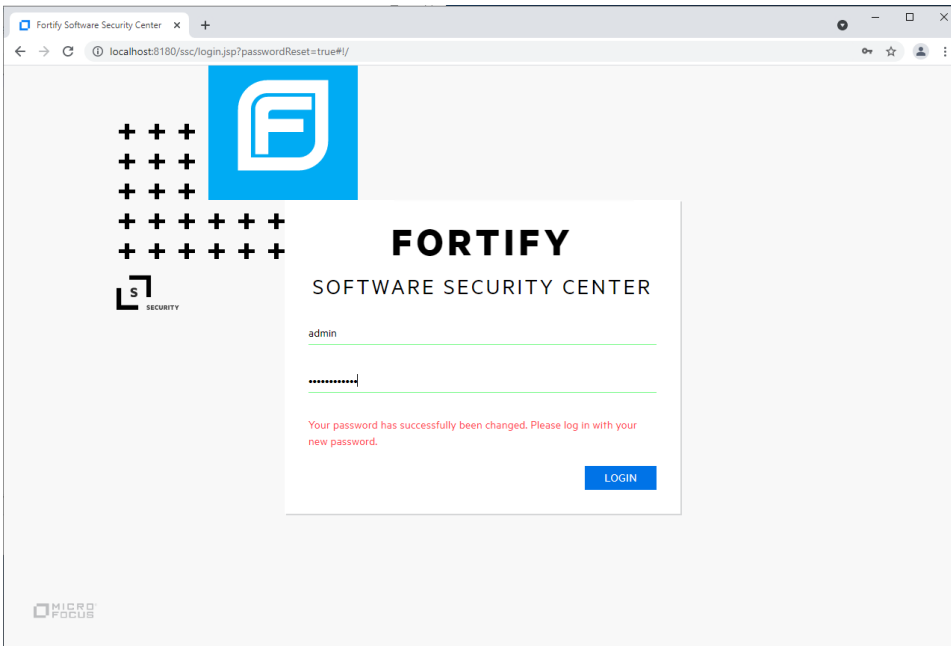 Fortify Software Security Center
localhost:8180/ssc/login.jsp?passwordReset=true#!/
F
S
SECURITY
FORTIFY
SOFTWARE SECURITY CENTER
admin
••••••••••••
Your password has successfully been changed. Please log in with your
new password.
LOGIN
MICRO
FOCUS